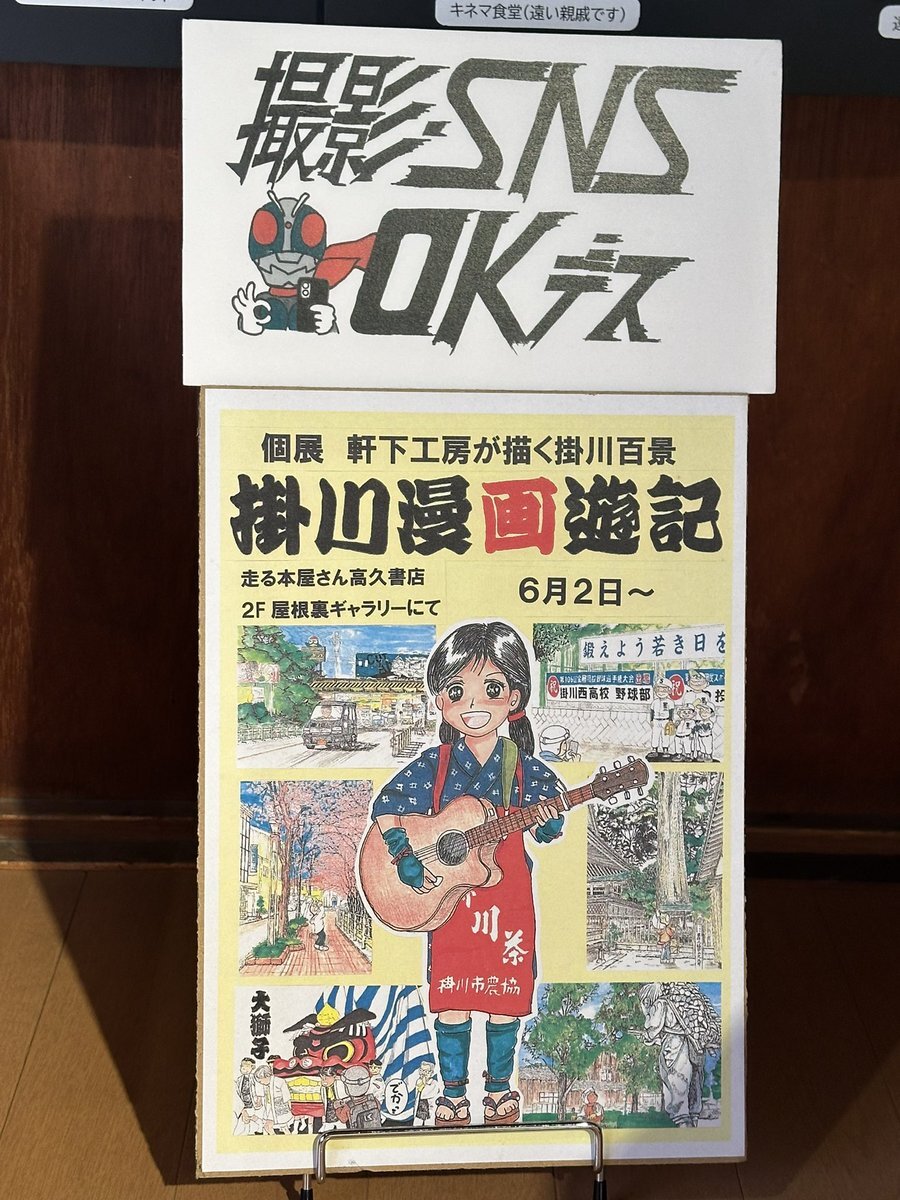 キネマ食堂(遠い親戚です)
撮影・SNS
OKデス
個展 軒下工房が描く掛川百景
掛川漫画遊記
走る本屋さん高久書店
2F 屋根裏ギャラリーにて
6月2日〜
鍛えよう若き日を
掛川西高校 野球部
祝
川
茶
掛川市農協
大獅子